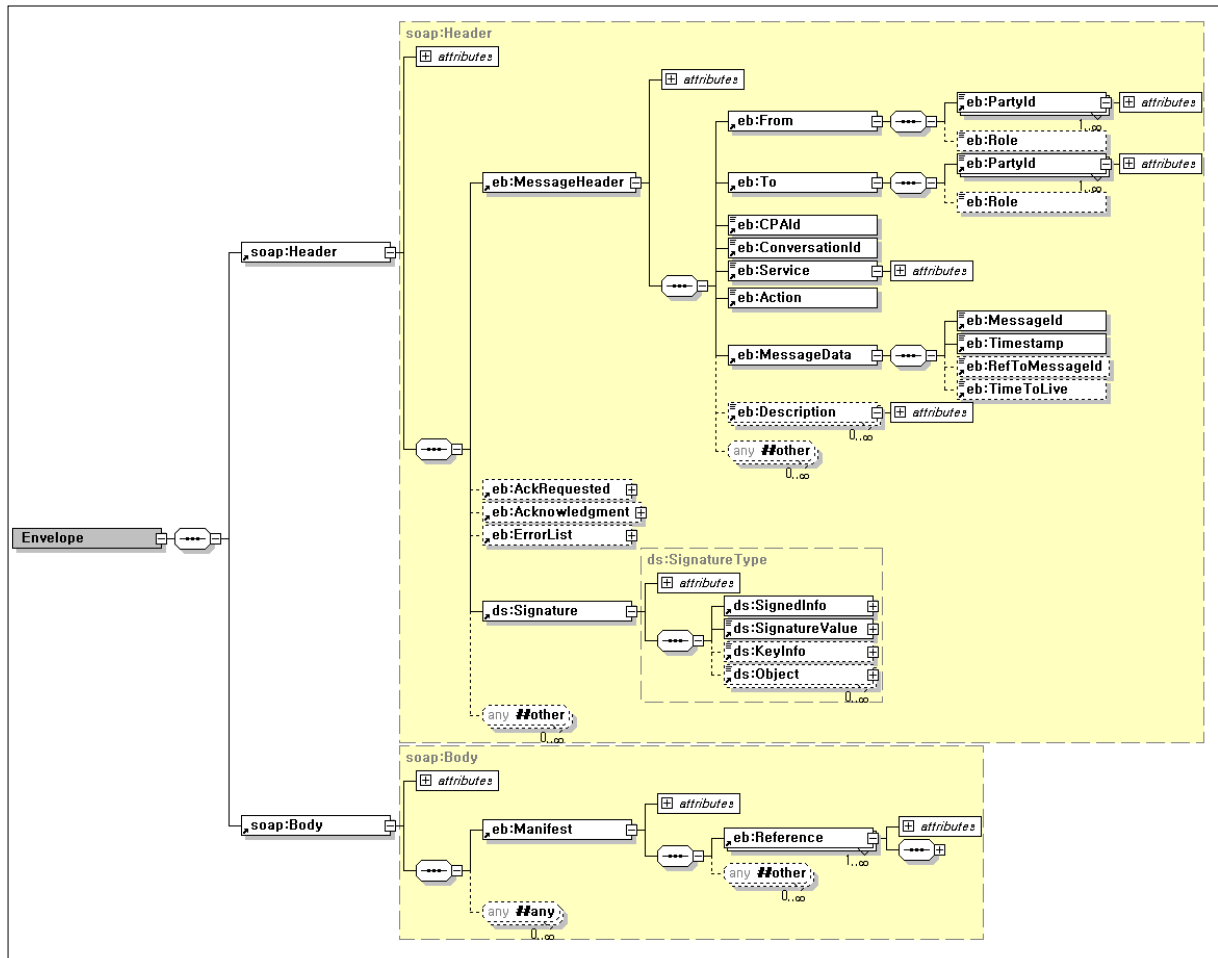 soap:Header
attributes
attributes
eb:From
eb:PartyId
attributes
1..∞
eb:Role
eb:MessageHeader
eb:To
eb:PartyId
attributes
1..∞
eb:Role
eb:CPAId
eb:ConversationId
soap:Header
eb:Service
attributes
eb:Action
eb:MessageData
eb:MessageId
eb:Timestamp
eb:RefToMessageId
eb:TimeToLive
eb:Description
attributes
0..∞
any ##other
0..∞
eb:AckRequested
eb:Acknowledgment
eb:ErrorList
Envelope
ds:SignatureType
attributes
ds:Signature
ds:SignedInfo
ds:SignatureValue
ds:KeyInfo
ds:Object
0..∞
any ##other
0..∞
soap:Body
attributes
soap:Body
eb:Manifest
attributes
eb:Reference
attributes
1..∞
any ##other
0..∞
any ##any
0..∞